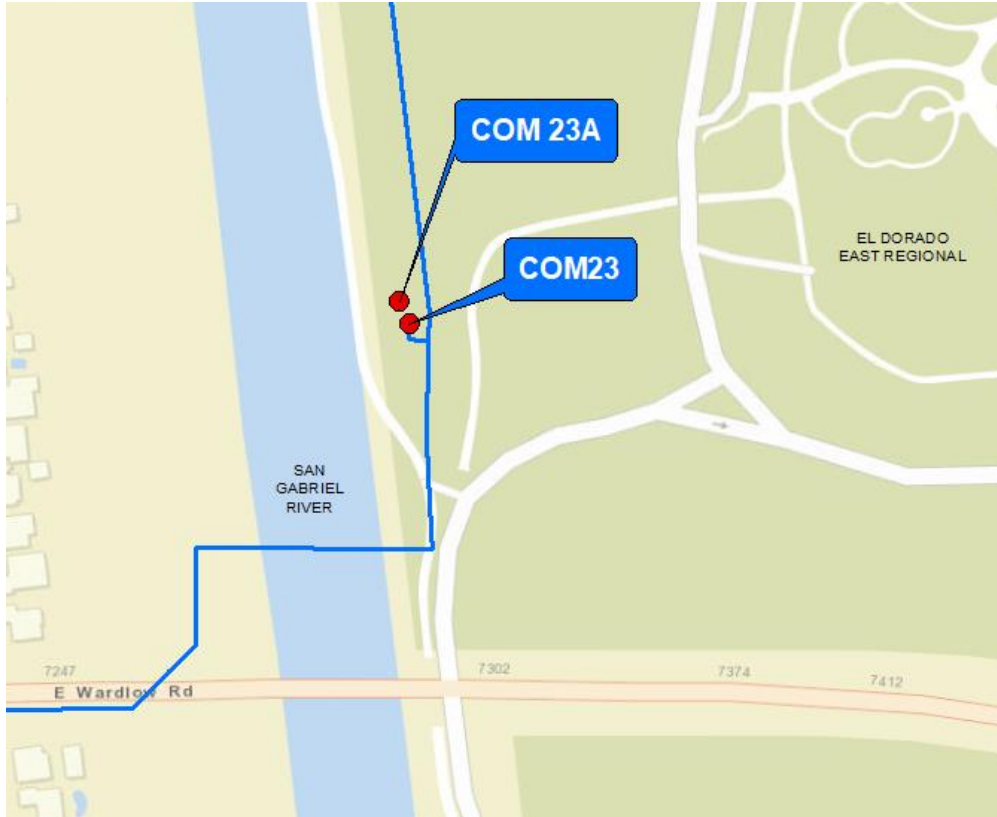 COM 23A
COM23
EL DORADO
EAST REGIONAL
SAN
GABRIEL
RIVER
7247
7302
7374
7412
E Wardlow Rd